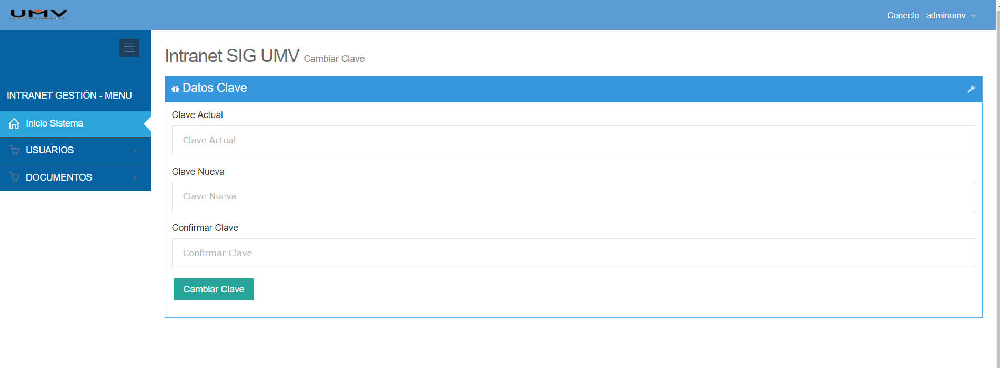 UMV
Conecto : adminumv
INTRANET GESTIÓN - MENU
Inicio Sistema
USUARIOS
DOCUMENTOS
Intranet SIG UMV Cambiar Clave
Datos Clave
Clave Actual
Clave Actual
Clave Nueva
Clave Nueva
Confirmar Clave
Confirmar Clave
Cambiar Clave